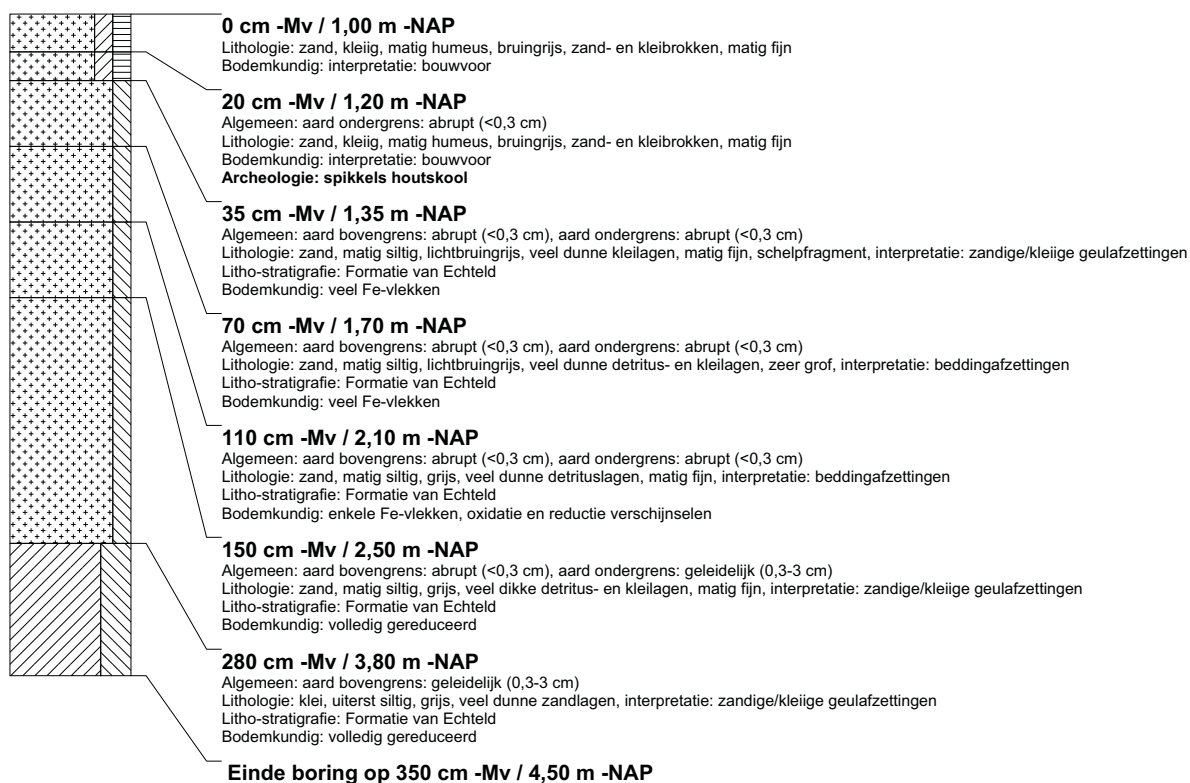 0 cm -Mv / 1,00 m -NAP
Lithologie: zand, kleiig, matig humeus, bruingrijs, zand- en kleibrokken, matig fijn
Bodemkundig: interpretatie: bouwvoor
20 cm -Mv / 1,20 m -NAP
Algemeen: aard ondergrens: abrupt (<0,3 cm)
Lithologie: zand, kleiig, matig humeus, bruingrijs, zand- en kleibrokken, matig fijn
Bodemkundig: interpretatie: bouwvoor
Archeologie: spikkels houtskool
35 cm -Mv / 1,35 m -NAP
Algemeen: aard bovengrens: abrupt (<0,3 cm), aard ondergrens: abrupt (<0,3 cm)
Lithologie: zand, matig siltig, lichtbruingrijs, veel dunne kleilagen, matig fijn, schelpfragment, interpretatie: zandige/kleiige geulafzettingen
Litho-stratigrafie: Formatie van Echteld
Bodemkundig: veel Fe-vlekken
70 cm -Mv / 1,70 m -NAP
Algemeen: aard bovengrens: abrupt (<0,3 cm), aard ondergrens: abrupt (<0,3 cm)
Lithologie: zand, matig siltig, lichtbruingrijs, veel dunne detritus- en kleilagen, zeer grof, interpretatie: beddingafzettingen
Litho-stratigrafie: Formatie van Echteld
Bodemkundig: veel Fe-vlekken
110 cm -Mv / 2,10 m -NAP
Algemeen: aard bovengrens: abrupt (<0,3 cm), aard ondergrens: abrupt (<0,3 cm)
Lithologie: zand, matig siltig, grijs, veel dunne detrituslagen, matig fijn, interpretatie: beddingafzettingen
Litho-stratigrafie: Formatie van Echteld
Bodemkundig: enkele Fe-vlekken, oxidatie en reductie verschijnselen
150 cm -Mv / 2,50 m -NAP
Algemeen: aard bovengrens: abrupt (<0,3 cm), aard ondergrens: geleidelijk (0,3-3 cm)
Lithologie: zand, matig siltig, grijs, veel dikke detritus- en kleilagen, matig fijn, interpretatie: zandige/kleiige geulafzettingen
Litho-stratigrafie: Formatie van Echteld
Bodemkundig: volledig gereduceerd
280 cm -Mv / 3,80 m -NAP
Algemeen: aard bovengrens: geleidelijk (0,3-3 cm)
Lithologie: klei, uiterst siltig, grijs, veel dunne zandlagen, interpretatie: zandige/kleiige geulafzettingen
Litho-stratigrafie: Formatie van Echteld
Bodemkundig: volledig gereduceerd
Einde boring op 350 cm -Mv / 4,50 m -NAP